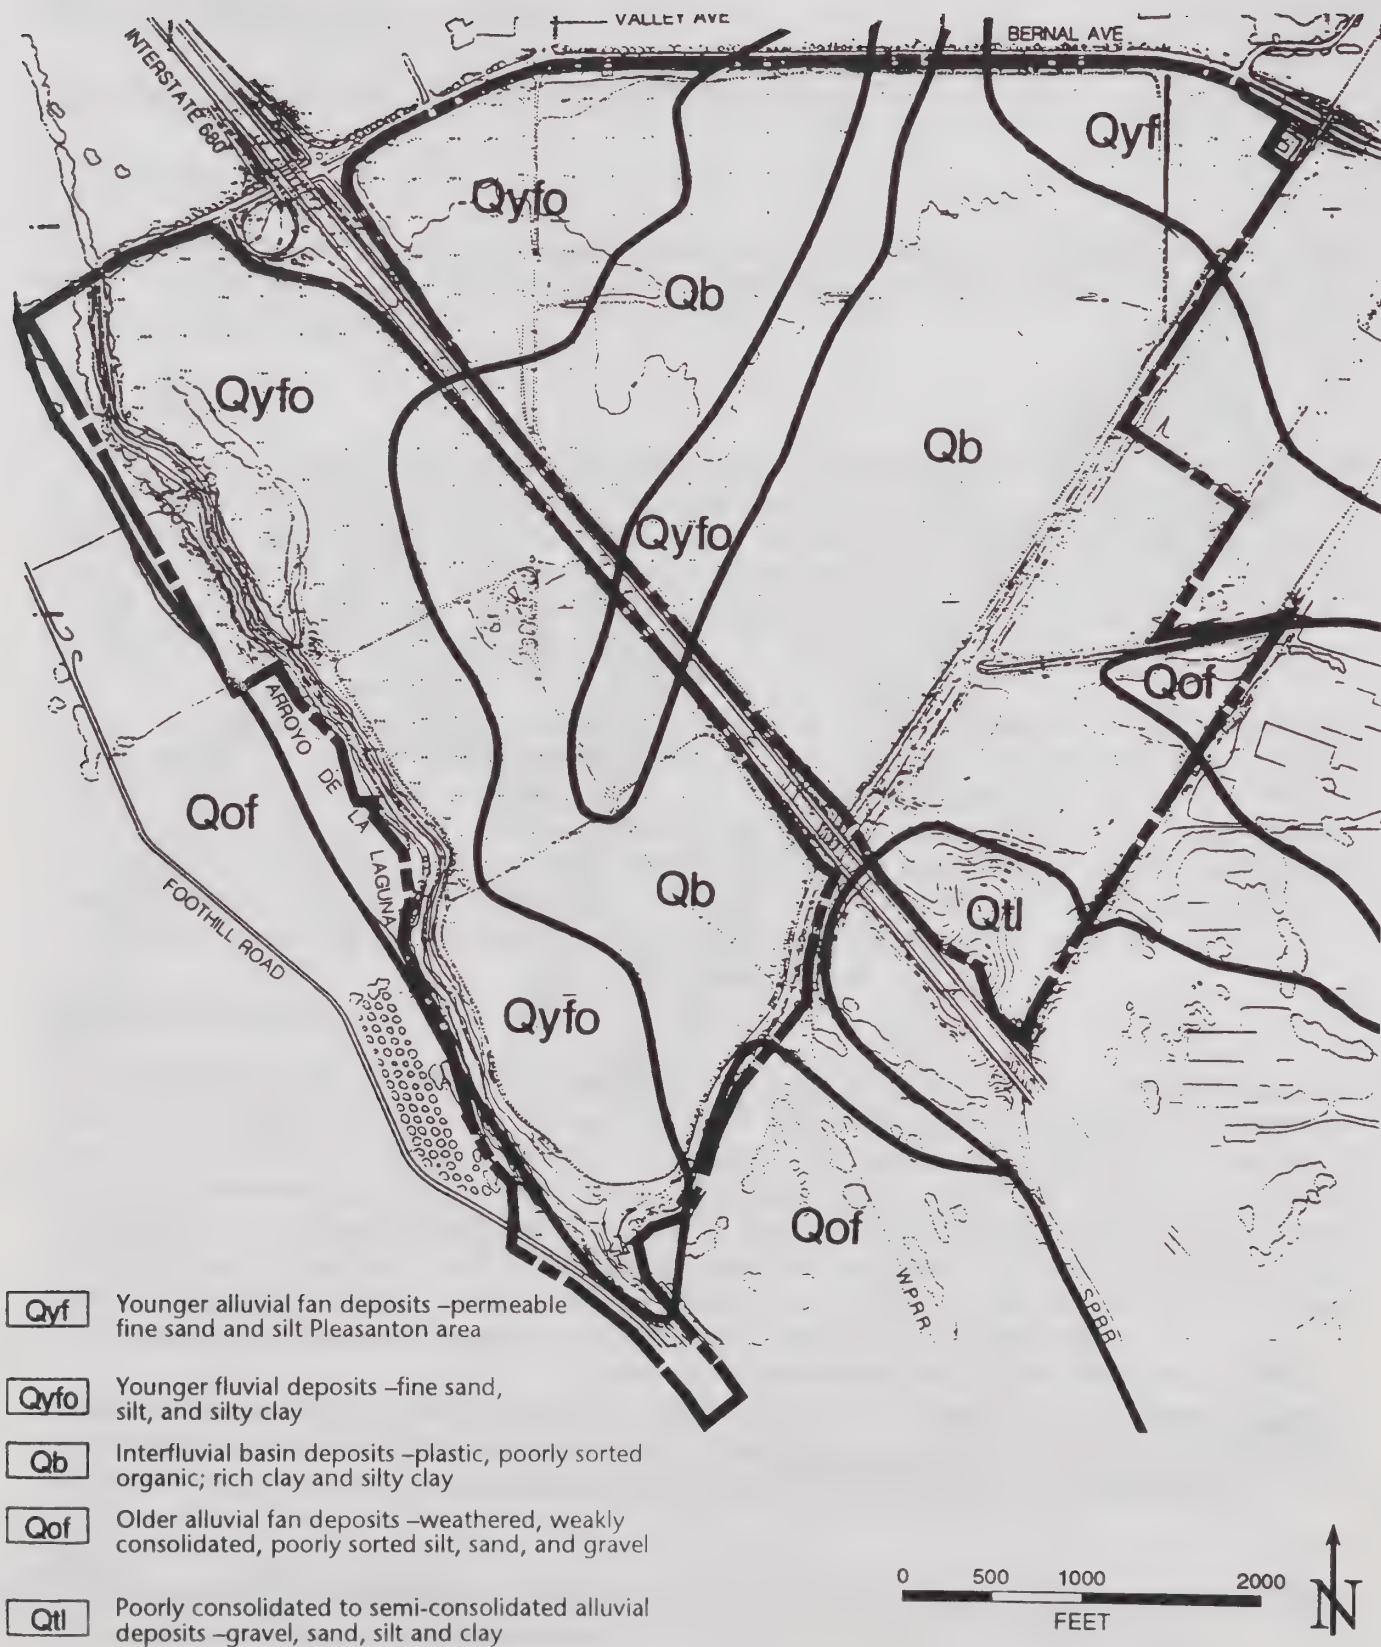 VALLEY AVE
BERNAL AVE
INTERSTATE 680
Qyf
Qyfo
Qb
Qyfo
Qb
Qyfo
Qof
Qof
ARROYO DE LA LAGUNA
FOOTHILL ROAD
Qb
Qtl
Qyfo
Qof
WPRR
SPRR
Qyf Younger alluvial fan deposits –permeable
fine sand and silt Pleasanton area
Qyfo Younger fluvial deposits –fine sand,
silt, and silty clay
Qb Interfluvial basin deposits –plastic, poorly sorted
organic; rich clay and silty clay
Qof Older alluvial fan deposits –weathered, weakly
consolidated, poorly sorted silt, sand, and gravel
Qtl Poorly consolidated to semi-consolidated alluvial
deposits –gravel, sand, silt and clay
0 500 1000 2000
FEET
N